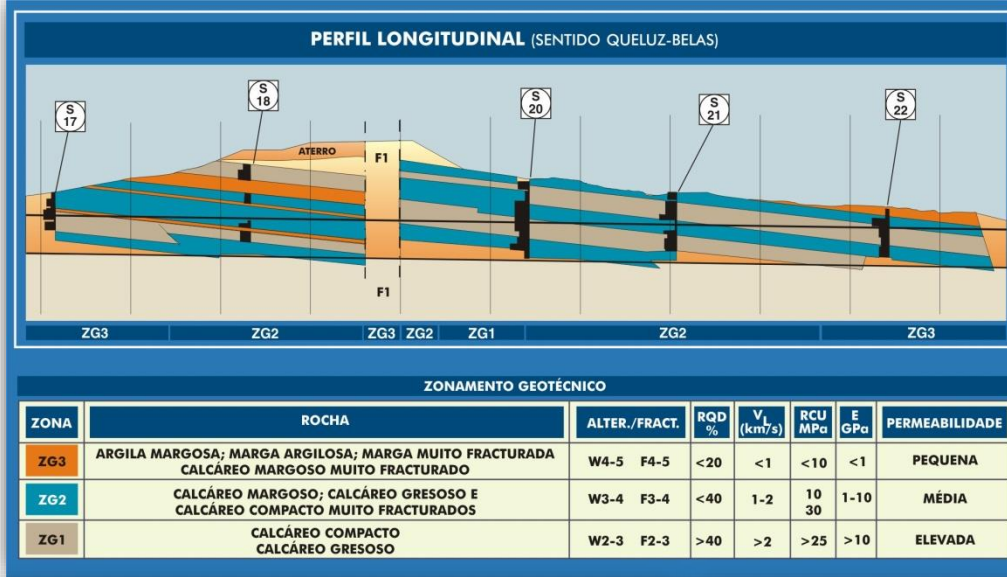 PERFIL LONGITUDINAL (SENTIDO QUELUZ-BELAS)
S 17
S 18
S 20
S 21
S 22
ATERRO
F1
F1
ZG3 ZG2 ZG3 ZG2 ZG1 ZG2 ZG3
ZONAMENTO GEOTÉCNICO
ZONA ROCHA ALTER./FRACT. RQD % VL (km/s) RCU MPa E GPa PERMEABILIDADE
ZG3 ARGILA MARGOSA; MARGA ARGILOSA; MARGA MUITO FRACTURADA
CALCÁREO MARGOSO MUITO FRACTURADO W4-5 F4-5 <20 <1 <10 <1 PEQUENA
ZG2 CALCÁREO MARGOSO; CALCÁREO GRESOSO E
CALCÁREO COMPACTO MUITO FRACTURADOS W3-4 F3-4 <40 1-2 10 30 1-10 MÉDIA
ZG1 CALCÁREO COMPACTO
CALCÁREO GRESOSO W2-3 F2-3 >40 >2 >25 >10 ELEVADA